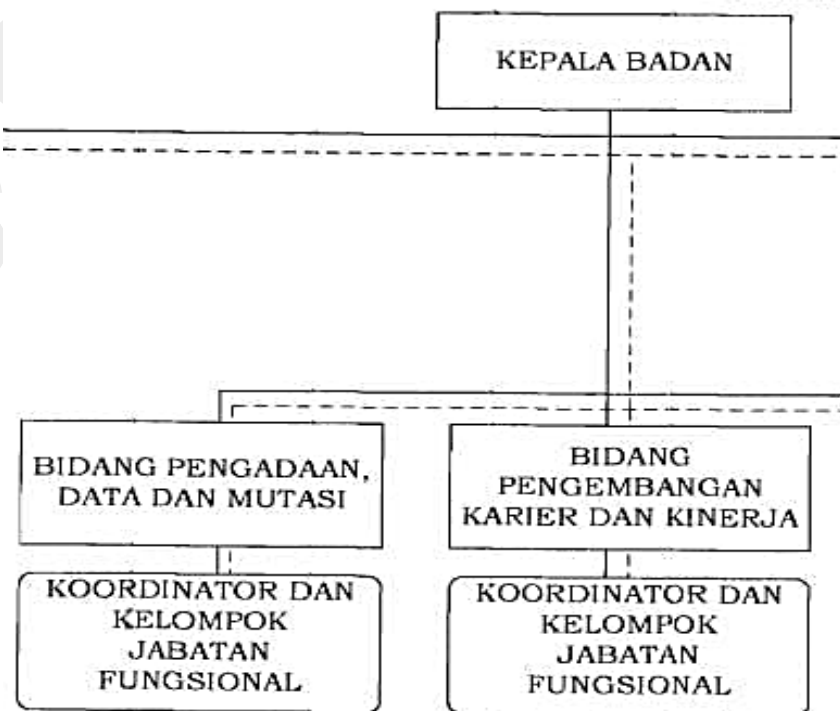 KEPALA BADAN
BIDANG PENGADAAN,
DATA DAN MUTASI
BIDANG
PENGEMBANGAN
KARIER DAN KINERJA
KOORDINATOR DAN
KELOMPOK
JABATAN
FUNGSIONAL
KOORDINATOR DAN
KELOMPOK
JABATAN
FUNGSIONAL